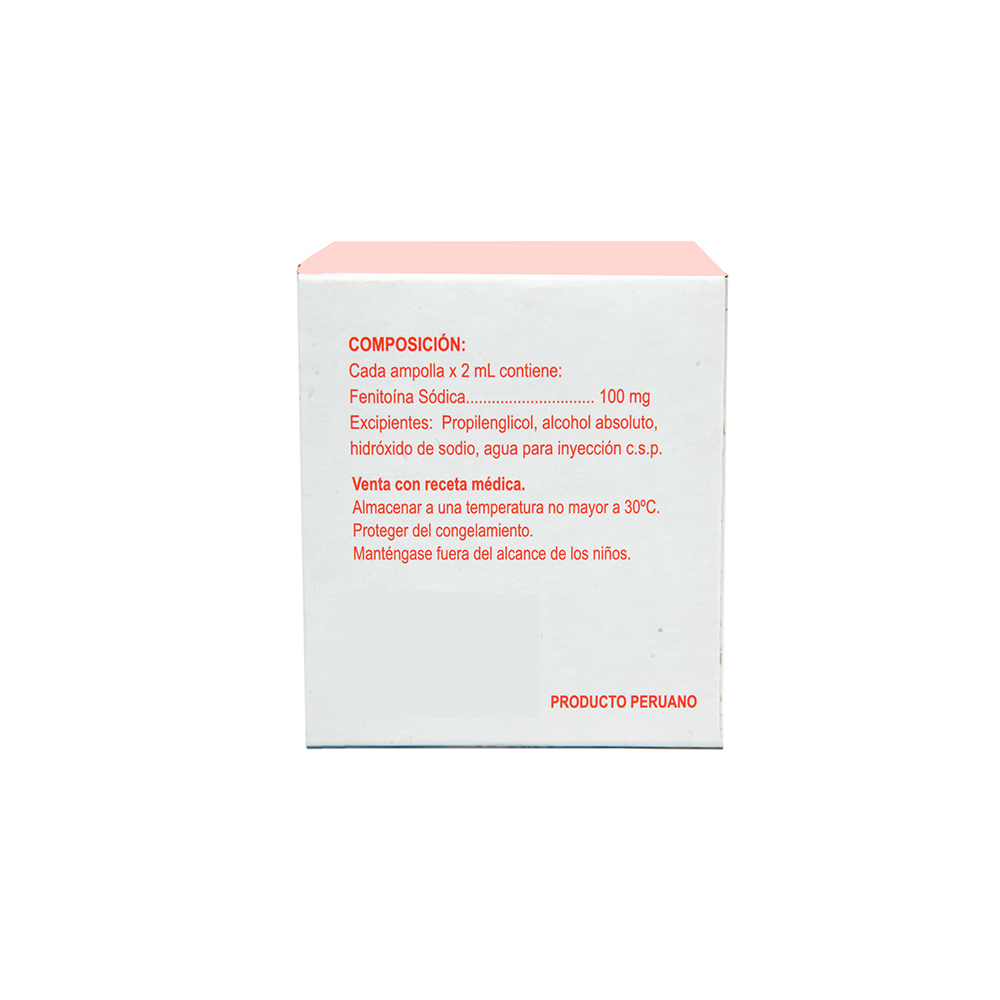 COMPOSICIÓN:
Cada ampolla x 2 mL contiene:
Fenitoína Sódica.............................. 100 mg
Excipientes: Propilenglicol, alcohol absoluto,
hidróxido de sodio, agua para inyección c.s.p.
Venta con receta médica.
Almacenar a una temperatura no mayor a 30ºC.
Proteger del congelamiento.
Manténgase fuera del alcance de los niños.
PRODUCTO PERUANO